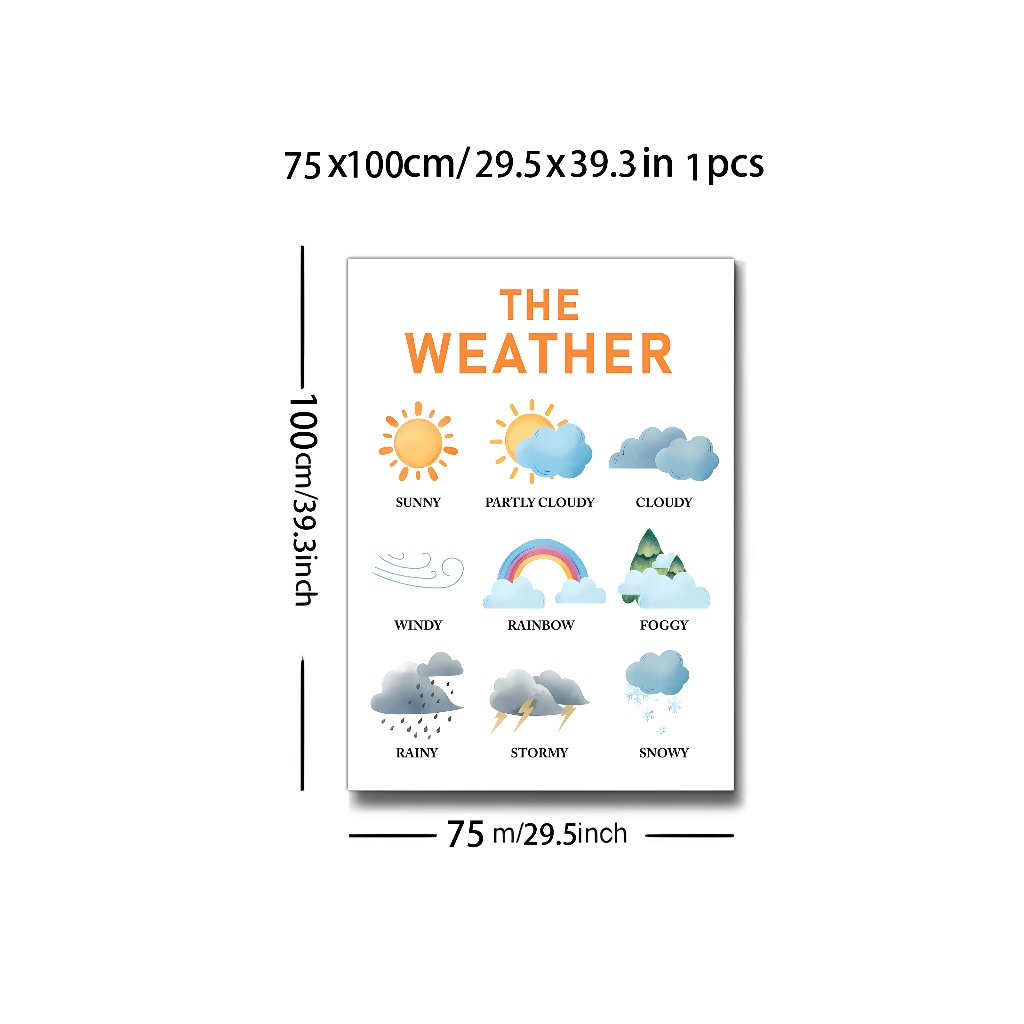 75x100cm/ 29.5x39.3in 1pcs
THE
WEATHER
SUNNY
PARTLY CLOUDY
CLOUDY
WINDY
RAINBOW
FOGGY
RAINY
STORMY
SNOWY
100cm/39.3inch
75 m/29.5inch